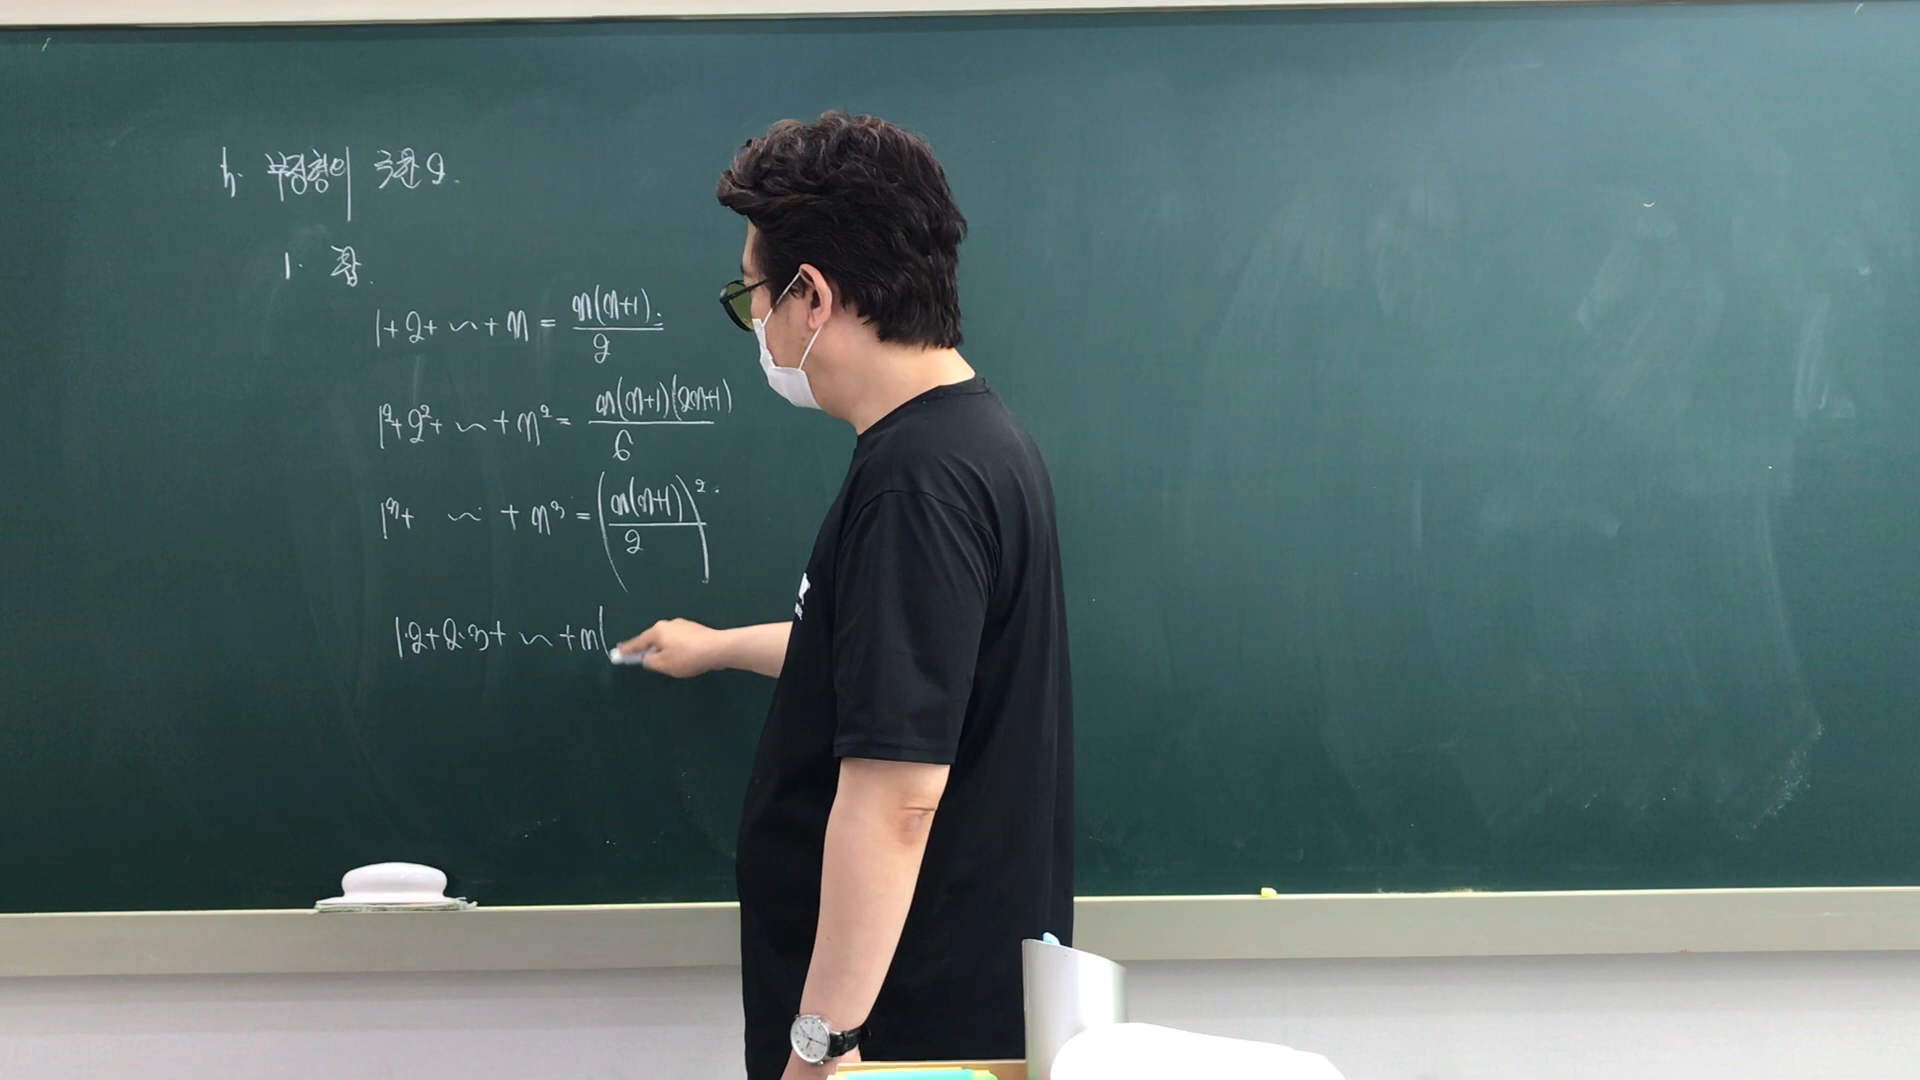 h. 부정형의 극한 2.
1. 합.
1+2+ ⋯ +n = n(n+1)/2
1²+2²+ ⋯ +n² = n(n+1)(2n+1)/6
1³+ ⋯ +n³ = (n(n+1)/2)²
1·2+2·3+ ⋯ +n(